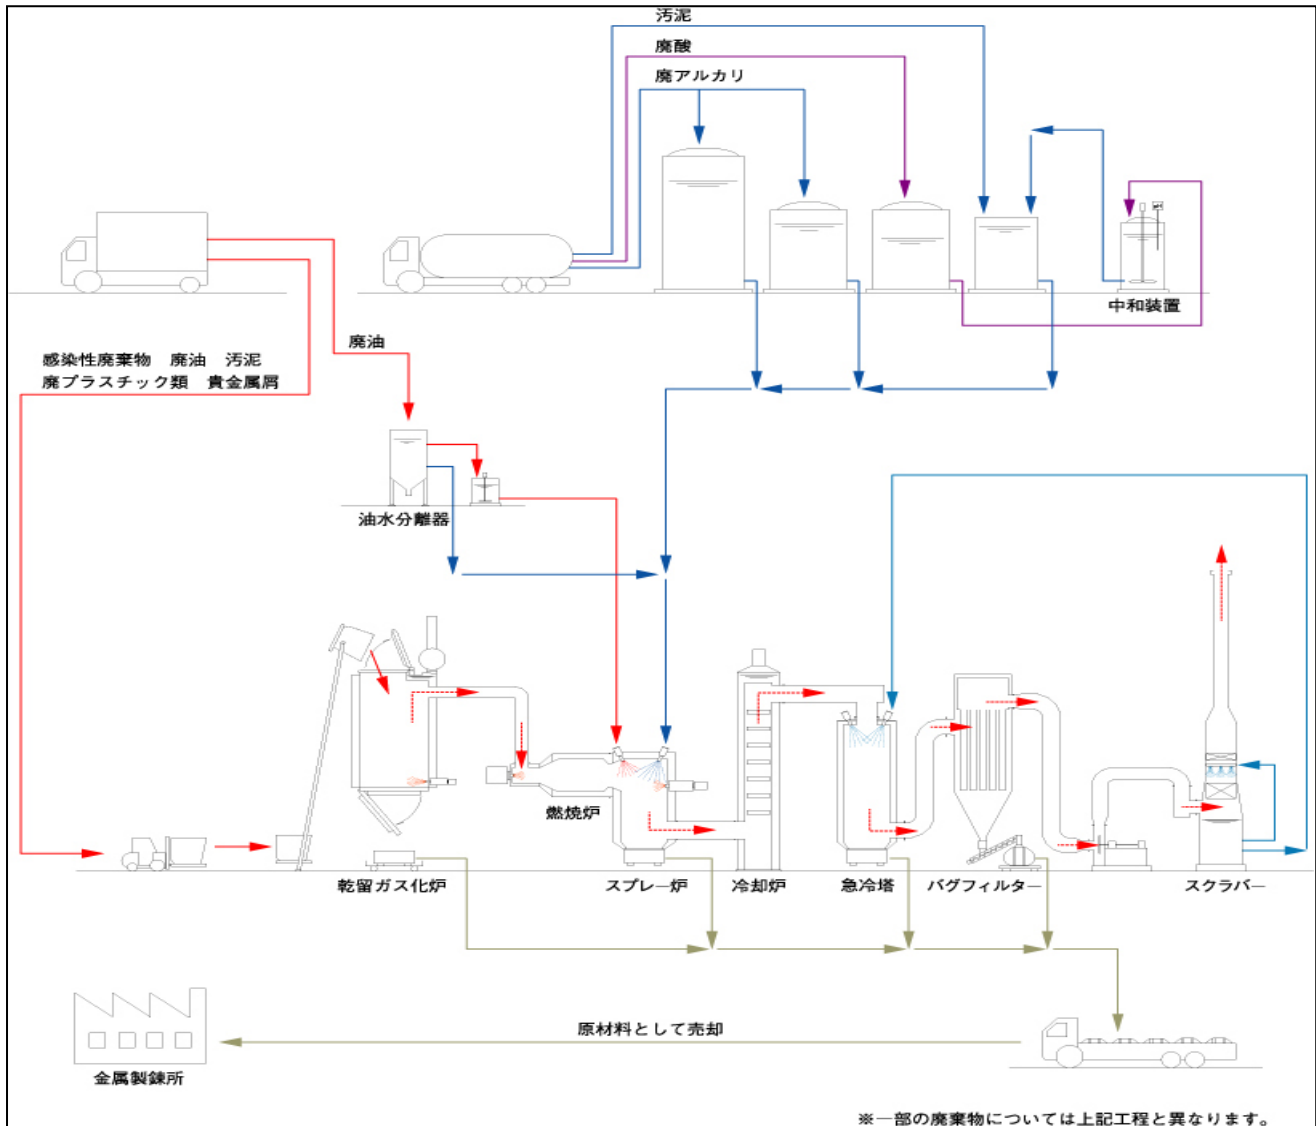 汚泥
廃酸
廃アルカリ
中和装置
廃油
感染性廃棄物　廃油　汚泥
廃プラスチック類　貴金属屑
油水分離器
燃焼炉
乾留ガス化炉
スプレー炉
冷却炉
急冷塔
バグフィルター
スクラバー
原材料として売却
金属製錬所
※一部の廃棄物については上記工程と異なります。